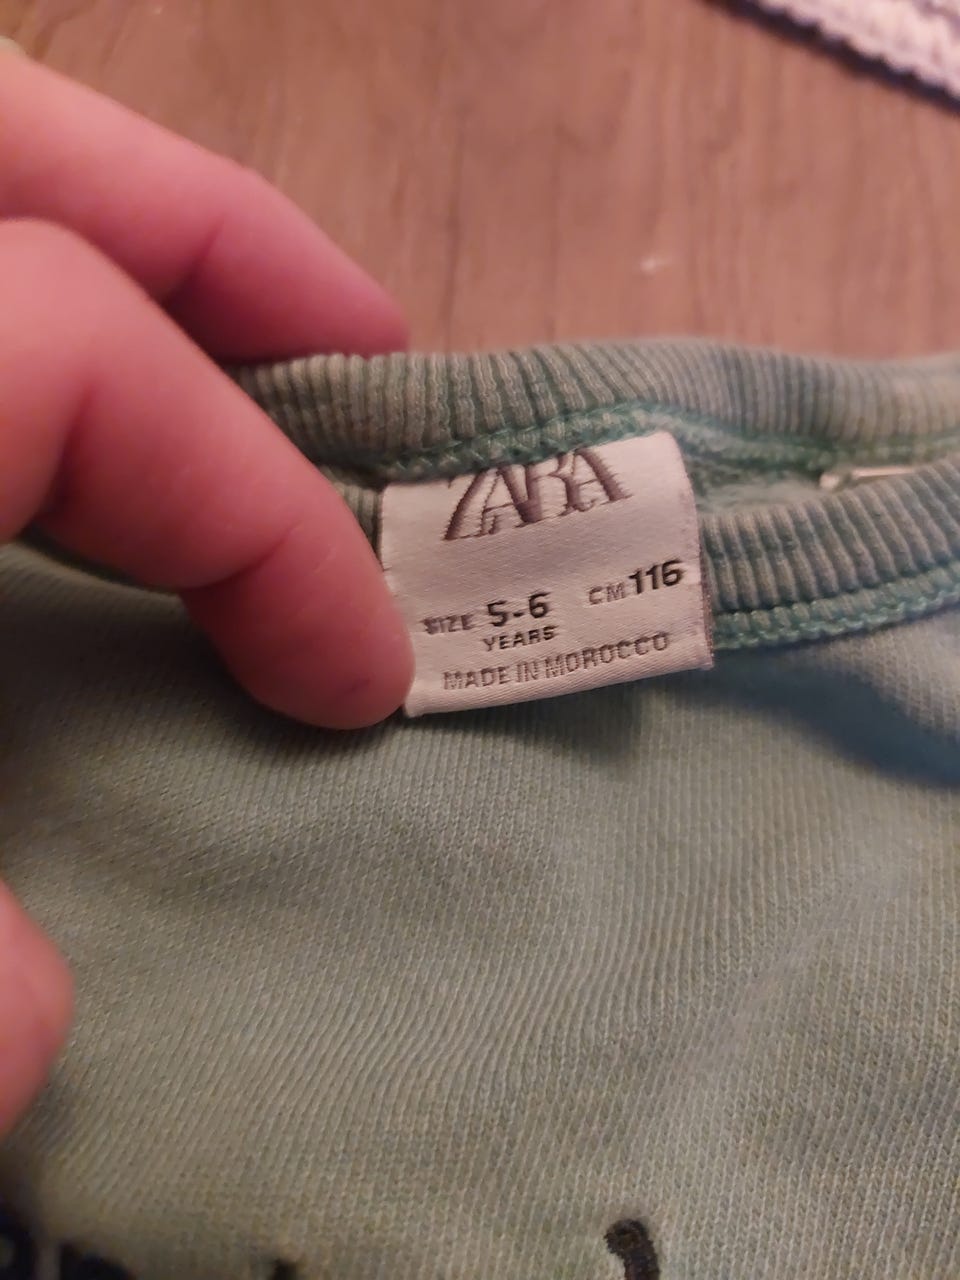 ZARA
SIZE 5-6 CM 116
YEARS
MADE IN MOROCCO